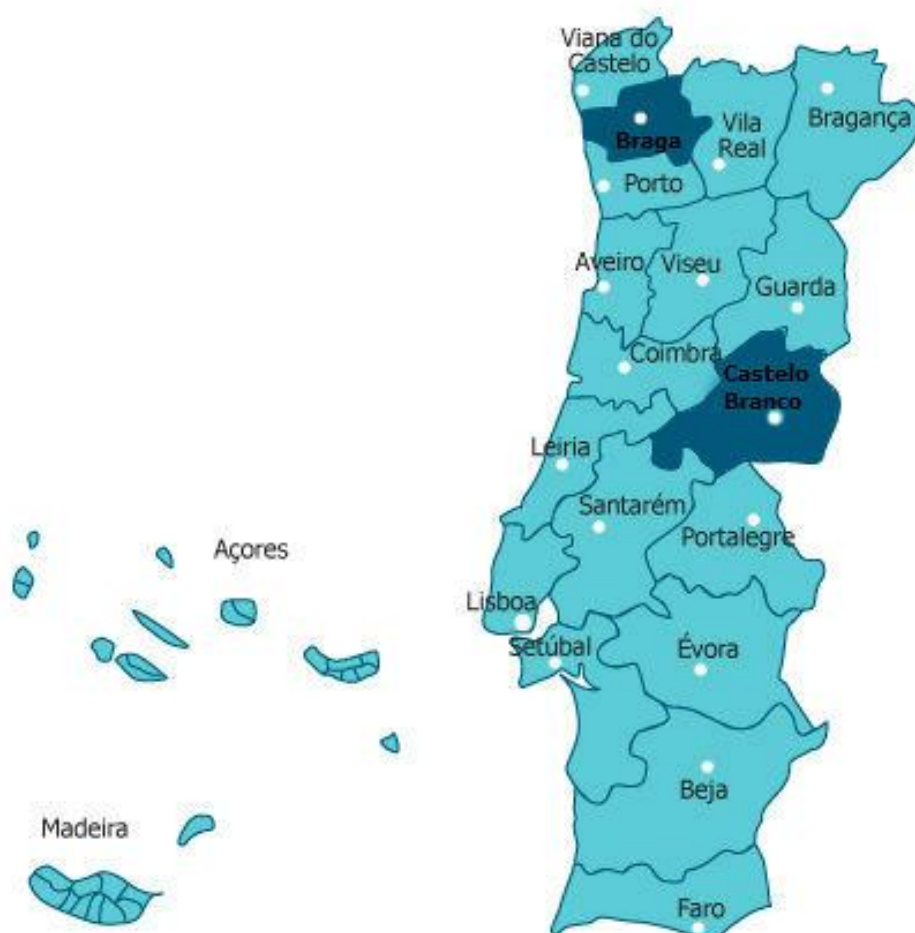 Viana do
Castelo
Bragança
Vila
Real
Braga
Porto
Aveiro
Viseu
Guarda
Coimbra
Castelo
Branco
Leiria
Santarém
Portalegre
Açores
Lisboa
Setúbal
Évora
Beja
Madeira
Faro